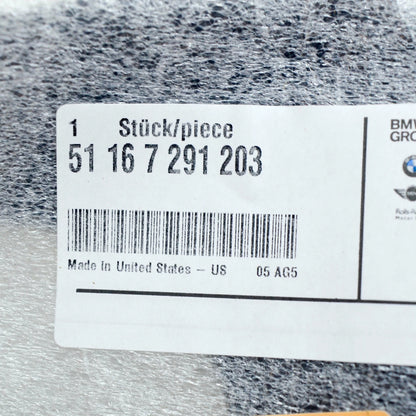 1 Stück/piece
51 16 7 291 203
Made in United States – US 05 AG5
BMW
GRO